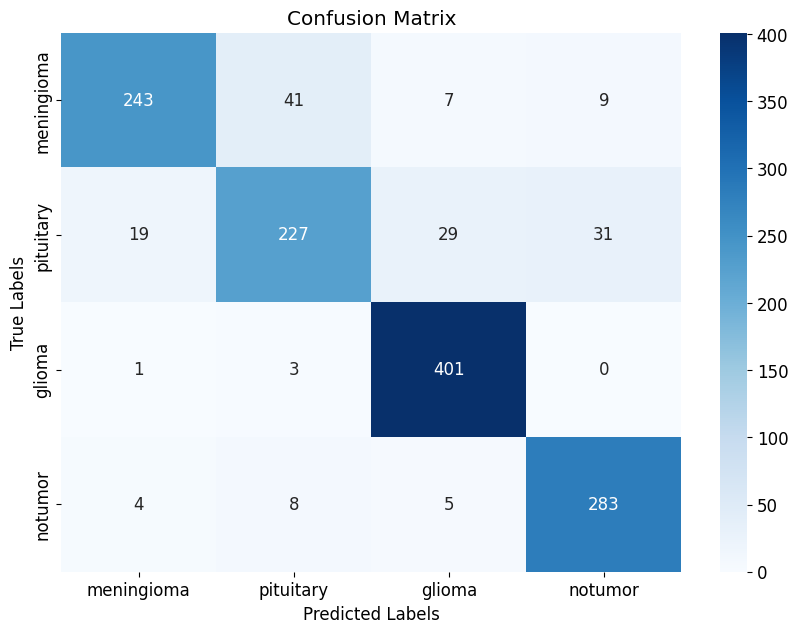 Confusion Matrix
True Labels
meningioma
243 41 7 9
pituitary
19 227 29 31
glioma
1 3 401 0
notumor
4 8 5 283
meningioma pituitary glioma notumor
Predicted Labels
400
350
300
250
200
150
100
50
0